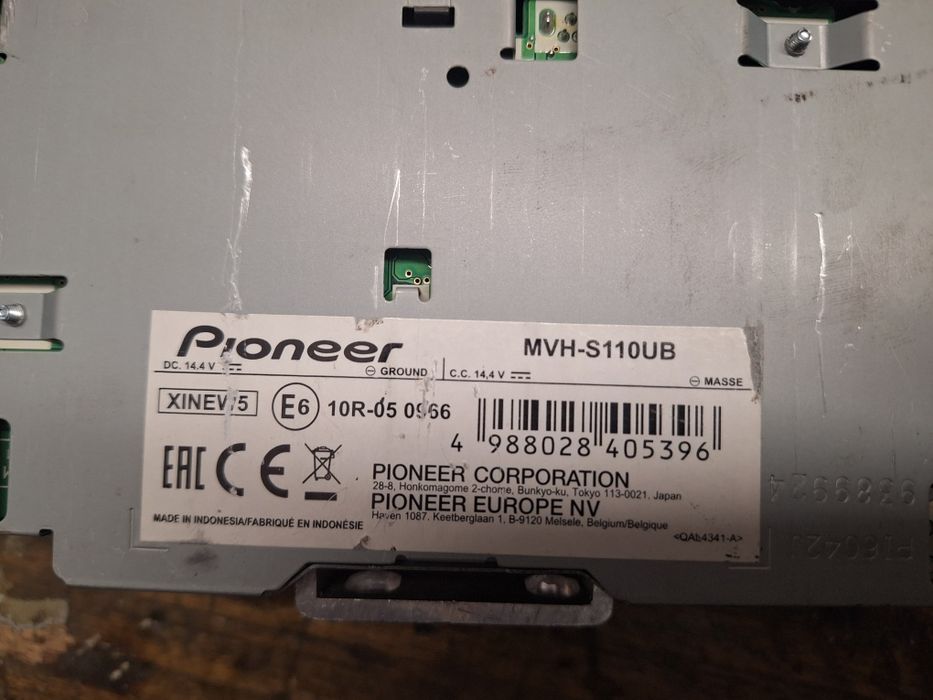 Pioneer
MVH-S110UB
DC. 14.4 V ⊖ GROUND
C.C. 14,4 V ⊖ MASSE
XINEW5
E6 10R-05 0966
4 988028 405396
EAC CE
PIONEER CORPORATION
28-8, Honkomagome 2-chome, Bunkyo-ku, Tokyo 113-0021, Japan
PIONEER EUROPE NV
Haven 1087, Keetberglaan 1, B-9120 Melsele, Belgium/Belgique
MADE IN INDONESIA/FABRIQUÉ EN INDONÉSIE
<QAL4341-A>